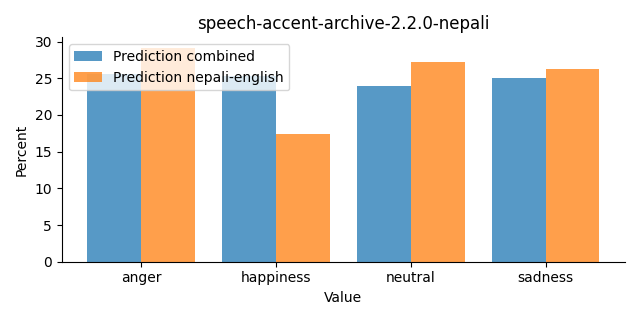 speech-accent-archive-2.2.0-nepali
Prediction combined
Prediction nepali-english
Percent
30
25
20
15
10
5
0
anger happiness neutral sadness
Value